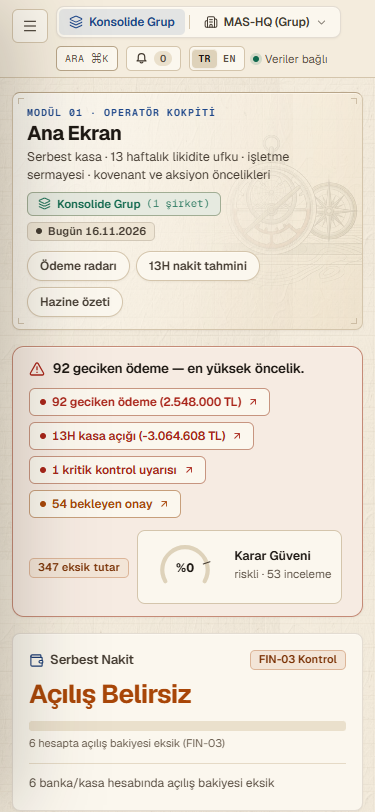 Konsolide Grup
MAS-HQ (Grup)
ARA ⌘K
0
TR EN
Veriler bağlı
MODÜL 01 · OPERATÖR KOKPİTİ
Ana Ekran
Serbest kasa · 13 haftalık likidite ufku · işletme
sermayesi · kovenant ve aksiyon öncelikleri
Konsolide Grup (1 şirket)
Bugün 16.11.2026
Ödeme radarı
13H nakit tahmini
Hazine özeti
92 geciken ödeme — en yüksek öncelik.
92 geciken ödeme (2.548.000 TL)
13H kasa açığı (-3.064.608 TL)
1 kritik kontrol uyarısı
54 bekleyen onay
347 eksik tutar
%0
Karar Güveni
riskli · 53 inceleme
Serbest Nakit
FIN-03 Kontrol
Açılış Belirsiz
6 hesapta açılış bakiyesi eksik (FIN-03)
6 banka/kasa hesabında açılış bakiyesi eksik